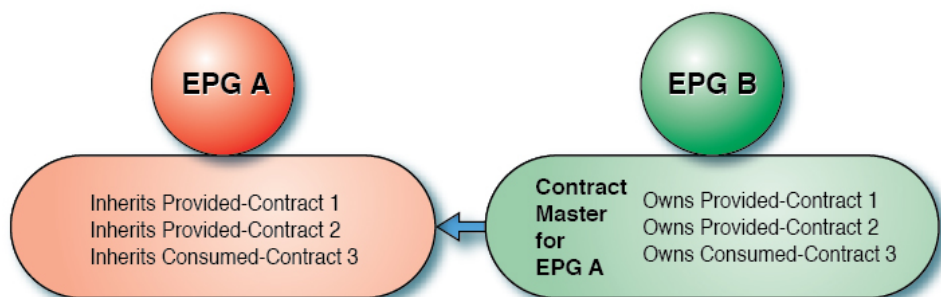 EPG A
EPG B
Inherits Provided-Contract 1
Inherits Provided-Contract 2
Inherits Consumed-Contract 3
Contract
Master
for
EPG A
Owns Provided-Contract 1
Owns Provided-Contract 2
Owns Consumed-Contract 3